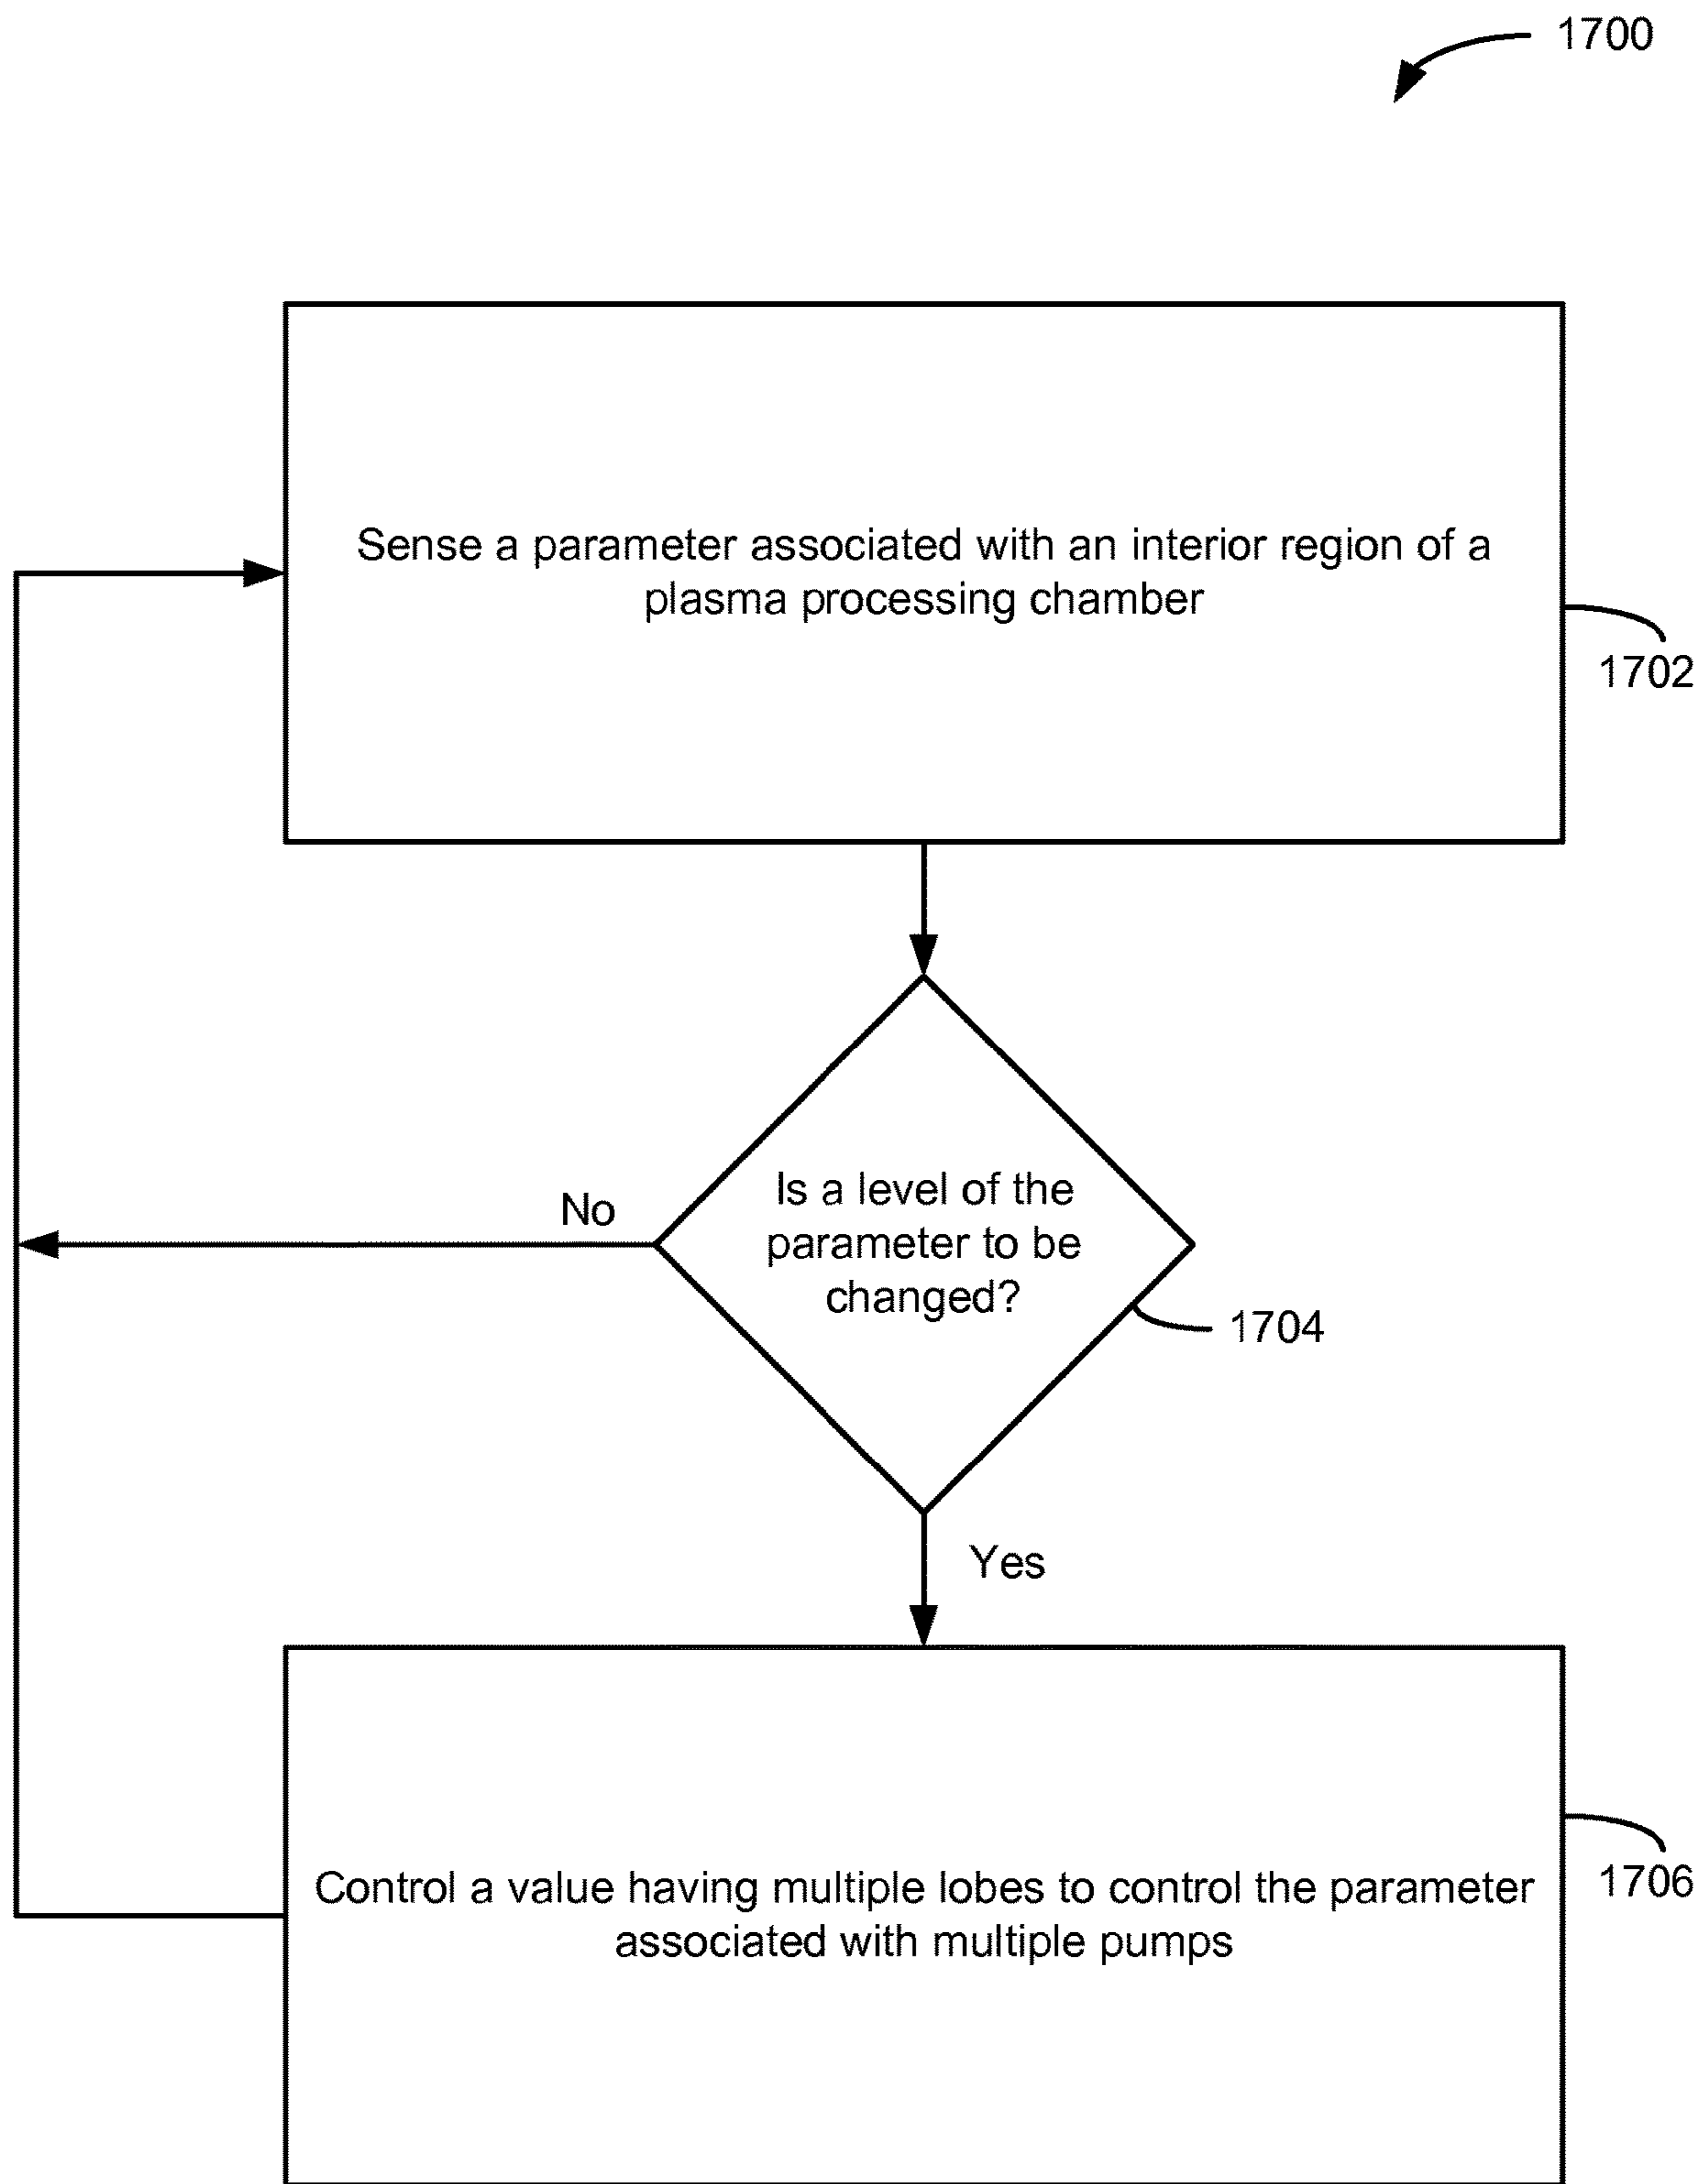 1700
Sense a parameter associated with an interior region of a
plasma processing chamber
1702
Is a level of the
parameter to be
changed?
No
1704
Yes
Control a value having multiple lobes to control the parameter
associated with multiple pumps
1706